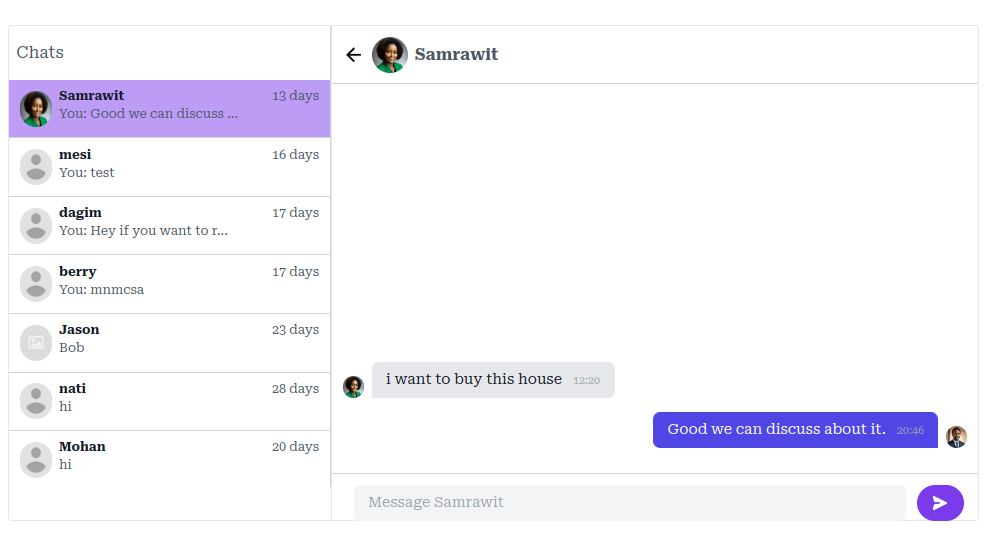 Chats
Samrawit 13 days
You: Good we can discuss ...
mesi 16 days
You: test
dagim 17 days
You: Hey if you want to r...
berry 17 days
You: mnmcsa
Jason 23 days
Bob
nati 28 days
hi
Mohan 20 days
hi
Samrawit
i want to buy this house 12:20
Good we can discuss about it. 20:46
Message Samrawit